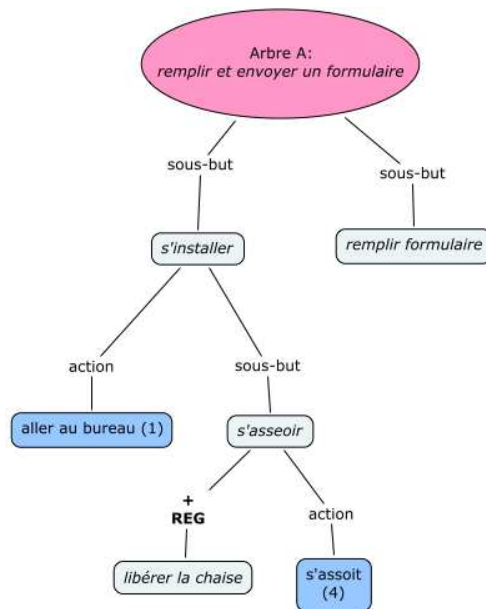 Arbre A:
remplir et envoyer un formulaire
sous-but
sous-but
s'installer
remplir formulaire
action
sous-but
aller au bureau (1)
s'asseoir
+
REG
action
libérer la chaise
s'assoit
(4)